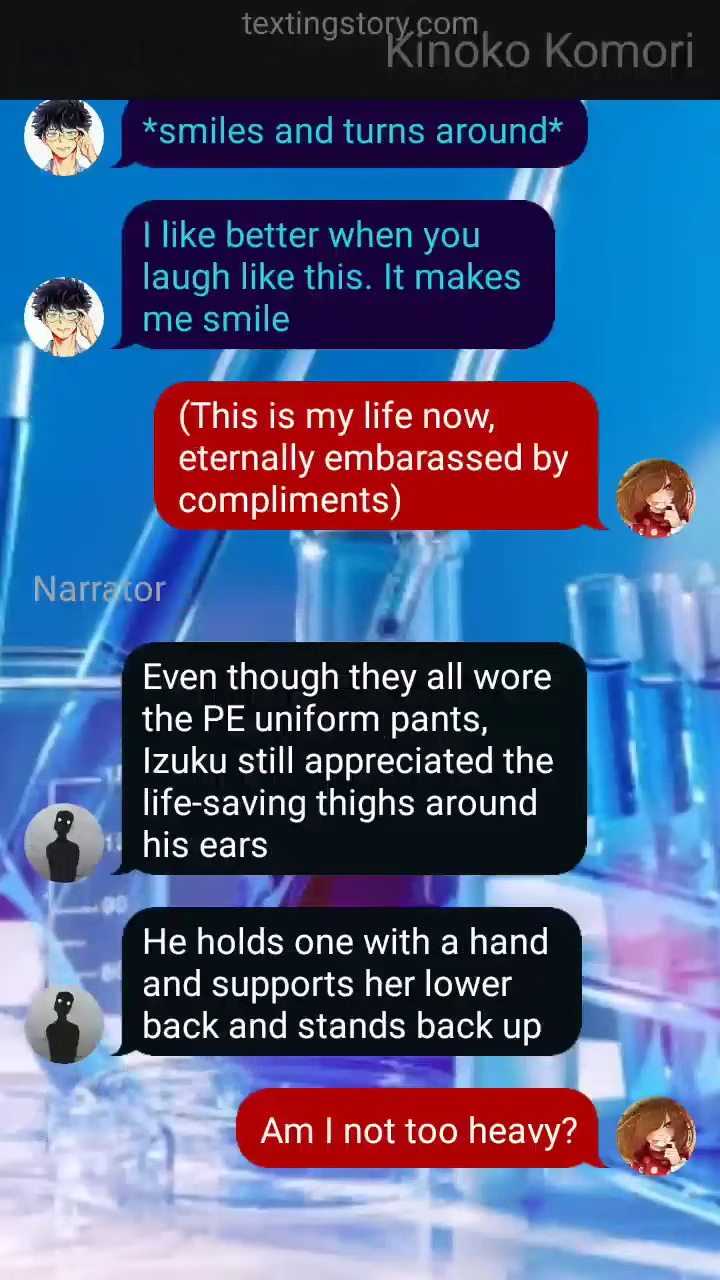 textingstory.com
Kinoko Komori
*smiles and turns around*
I like better when you
laugh like this. It makes
me smile
(This is my life now,
eternally embarassed by
compliments)
Narrator
Even though they all wore
the PE uniform pants,
Izuku still appreciated the
life-saving thighs around
his ears
He holds one with a hand
and supports her lower
back and stands back up
Am I not too heavy?